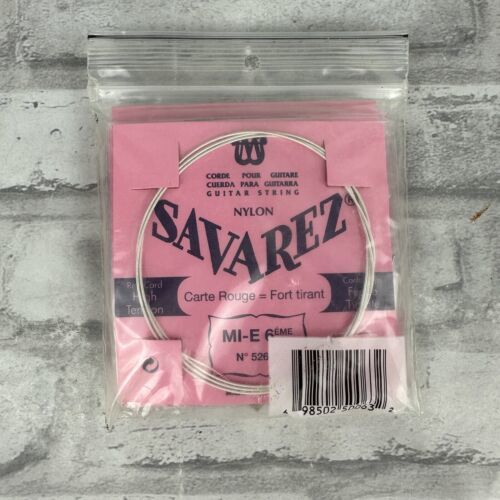 CORDE POUR GUITARE
CUERDA PARA GUITARRA
GUITAR STRING
NYLON
SAVAREZ®
Carte Rouge = Fort tirant
High
Tension
MI-E 6ÈME
N° 526